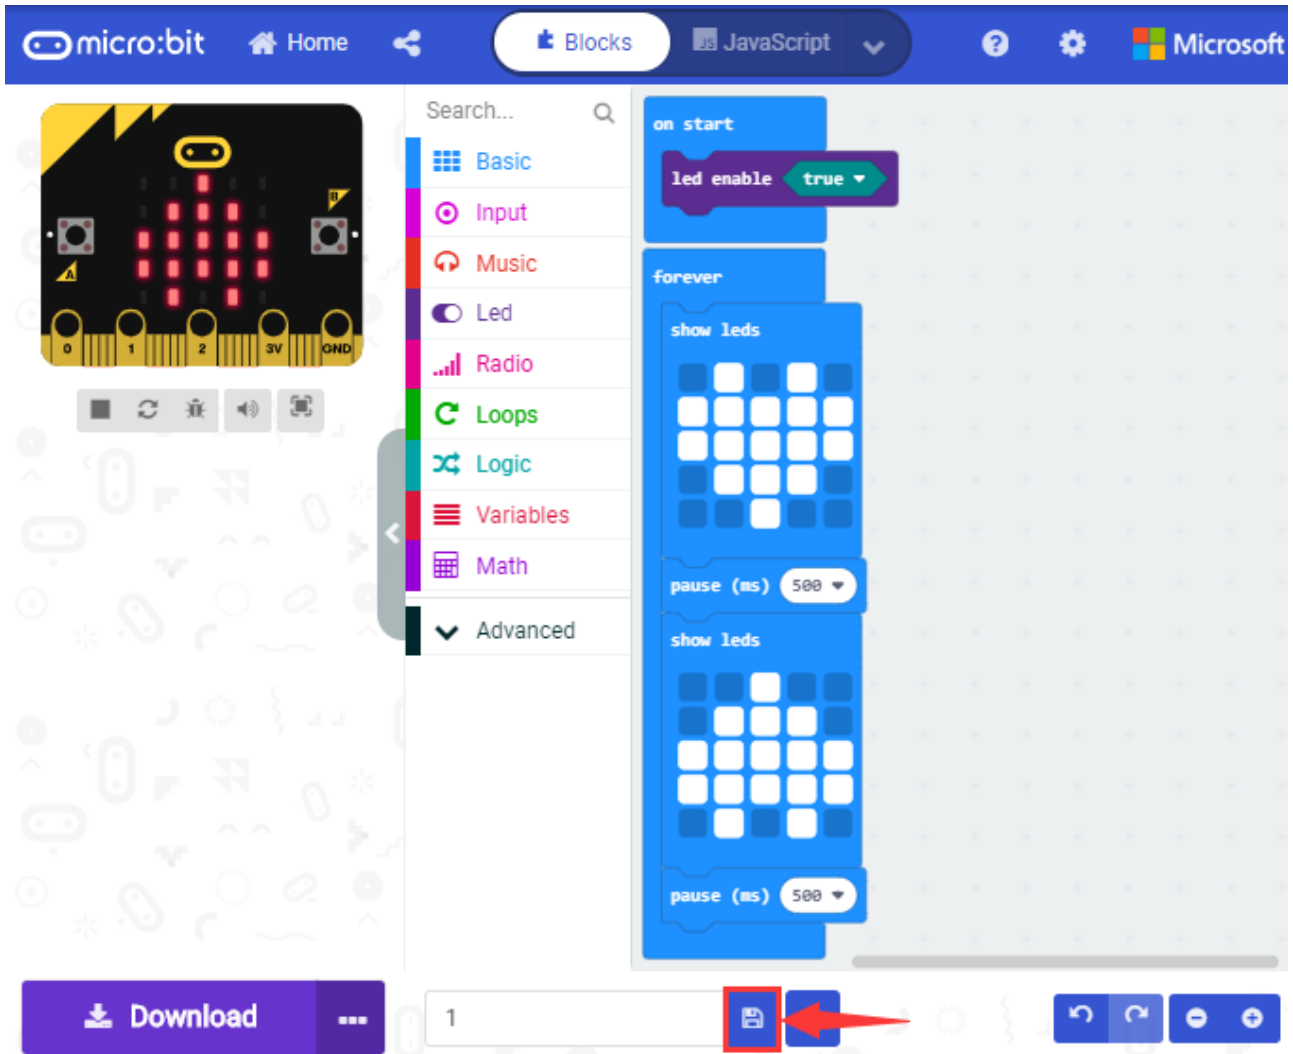 micro:bit Home Blocks JS JavaScript ? Microsoft
Search...
Basic
Input
Music
Led
Radio
Loops
Logic
Variables
Math
Advanced
B
A
0 1 2 3V GND
on start
led enable true
forever
show leds
pause (ms) 500
show leds
pause (ms) 500
Download ... 1